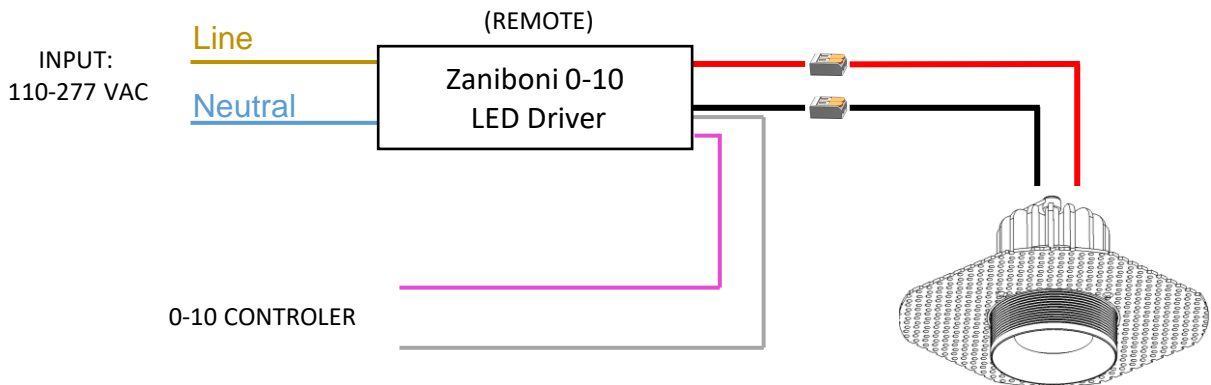 (REMOTE)
Line
INPUT:
110-277 VAC
Neutral
Zaniboni 0-10
LED Driver
0-10 CONTROLER